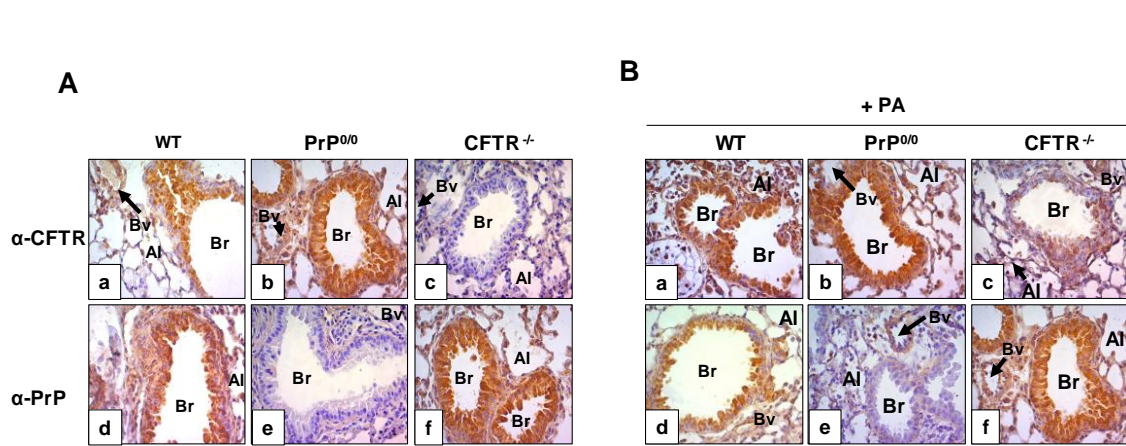 A
B
+ PA
WT
PrP0/0
CFTR -/-
WT
PrP0/0
CFTR -/-
α-CFTR
Bv
Al
Br
a
Bv
Br
Al
b
Bv
Br
Al
c
Al
Br
Br
a
Al
Bv
Br
b
Bv
Br
Al
c
α-PrP
Al
Br
d
Bv
Br
e
Al
Br
Br
f
Al
Br
Bv
d
Bv
Al
Br
e
Al
Bv
Br
f